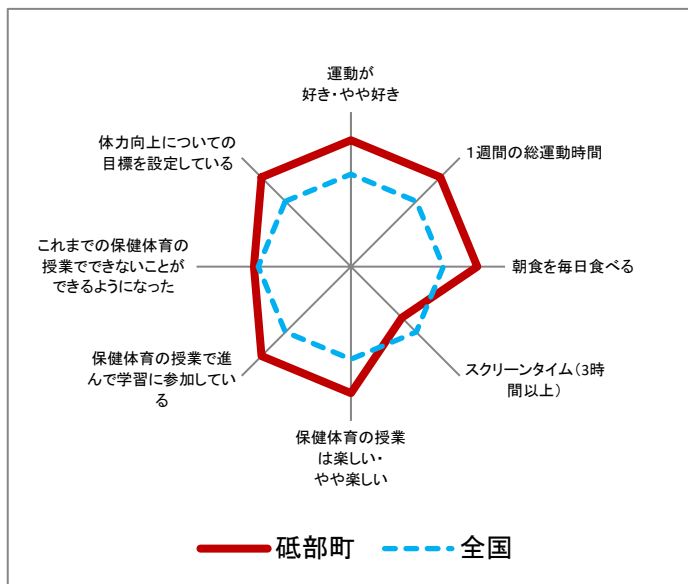 運動が
好き・やや好き
1週間の総運動時間
朝食を毎日食べる
スクリーンタイム(3時
間以上)
保健体育の授業
は楽しい・
やや楽しい
保健体育の授業で進
んで学習に参加してい
る
これまでの保健体育の
授業でできないことが
できるようになった
体力向上についての
目標を設定している
砥部町
全国